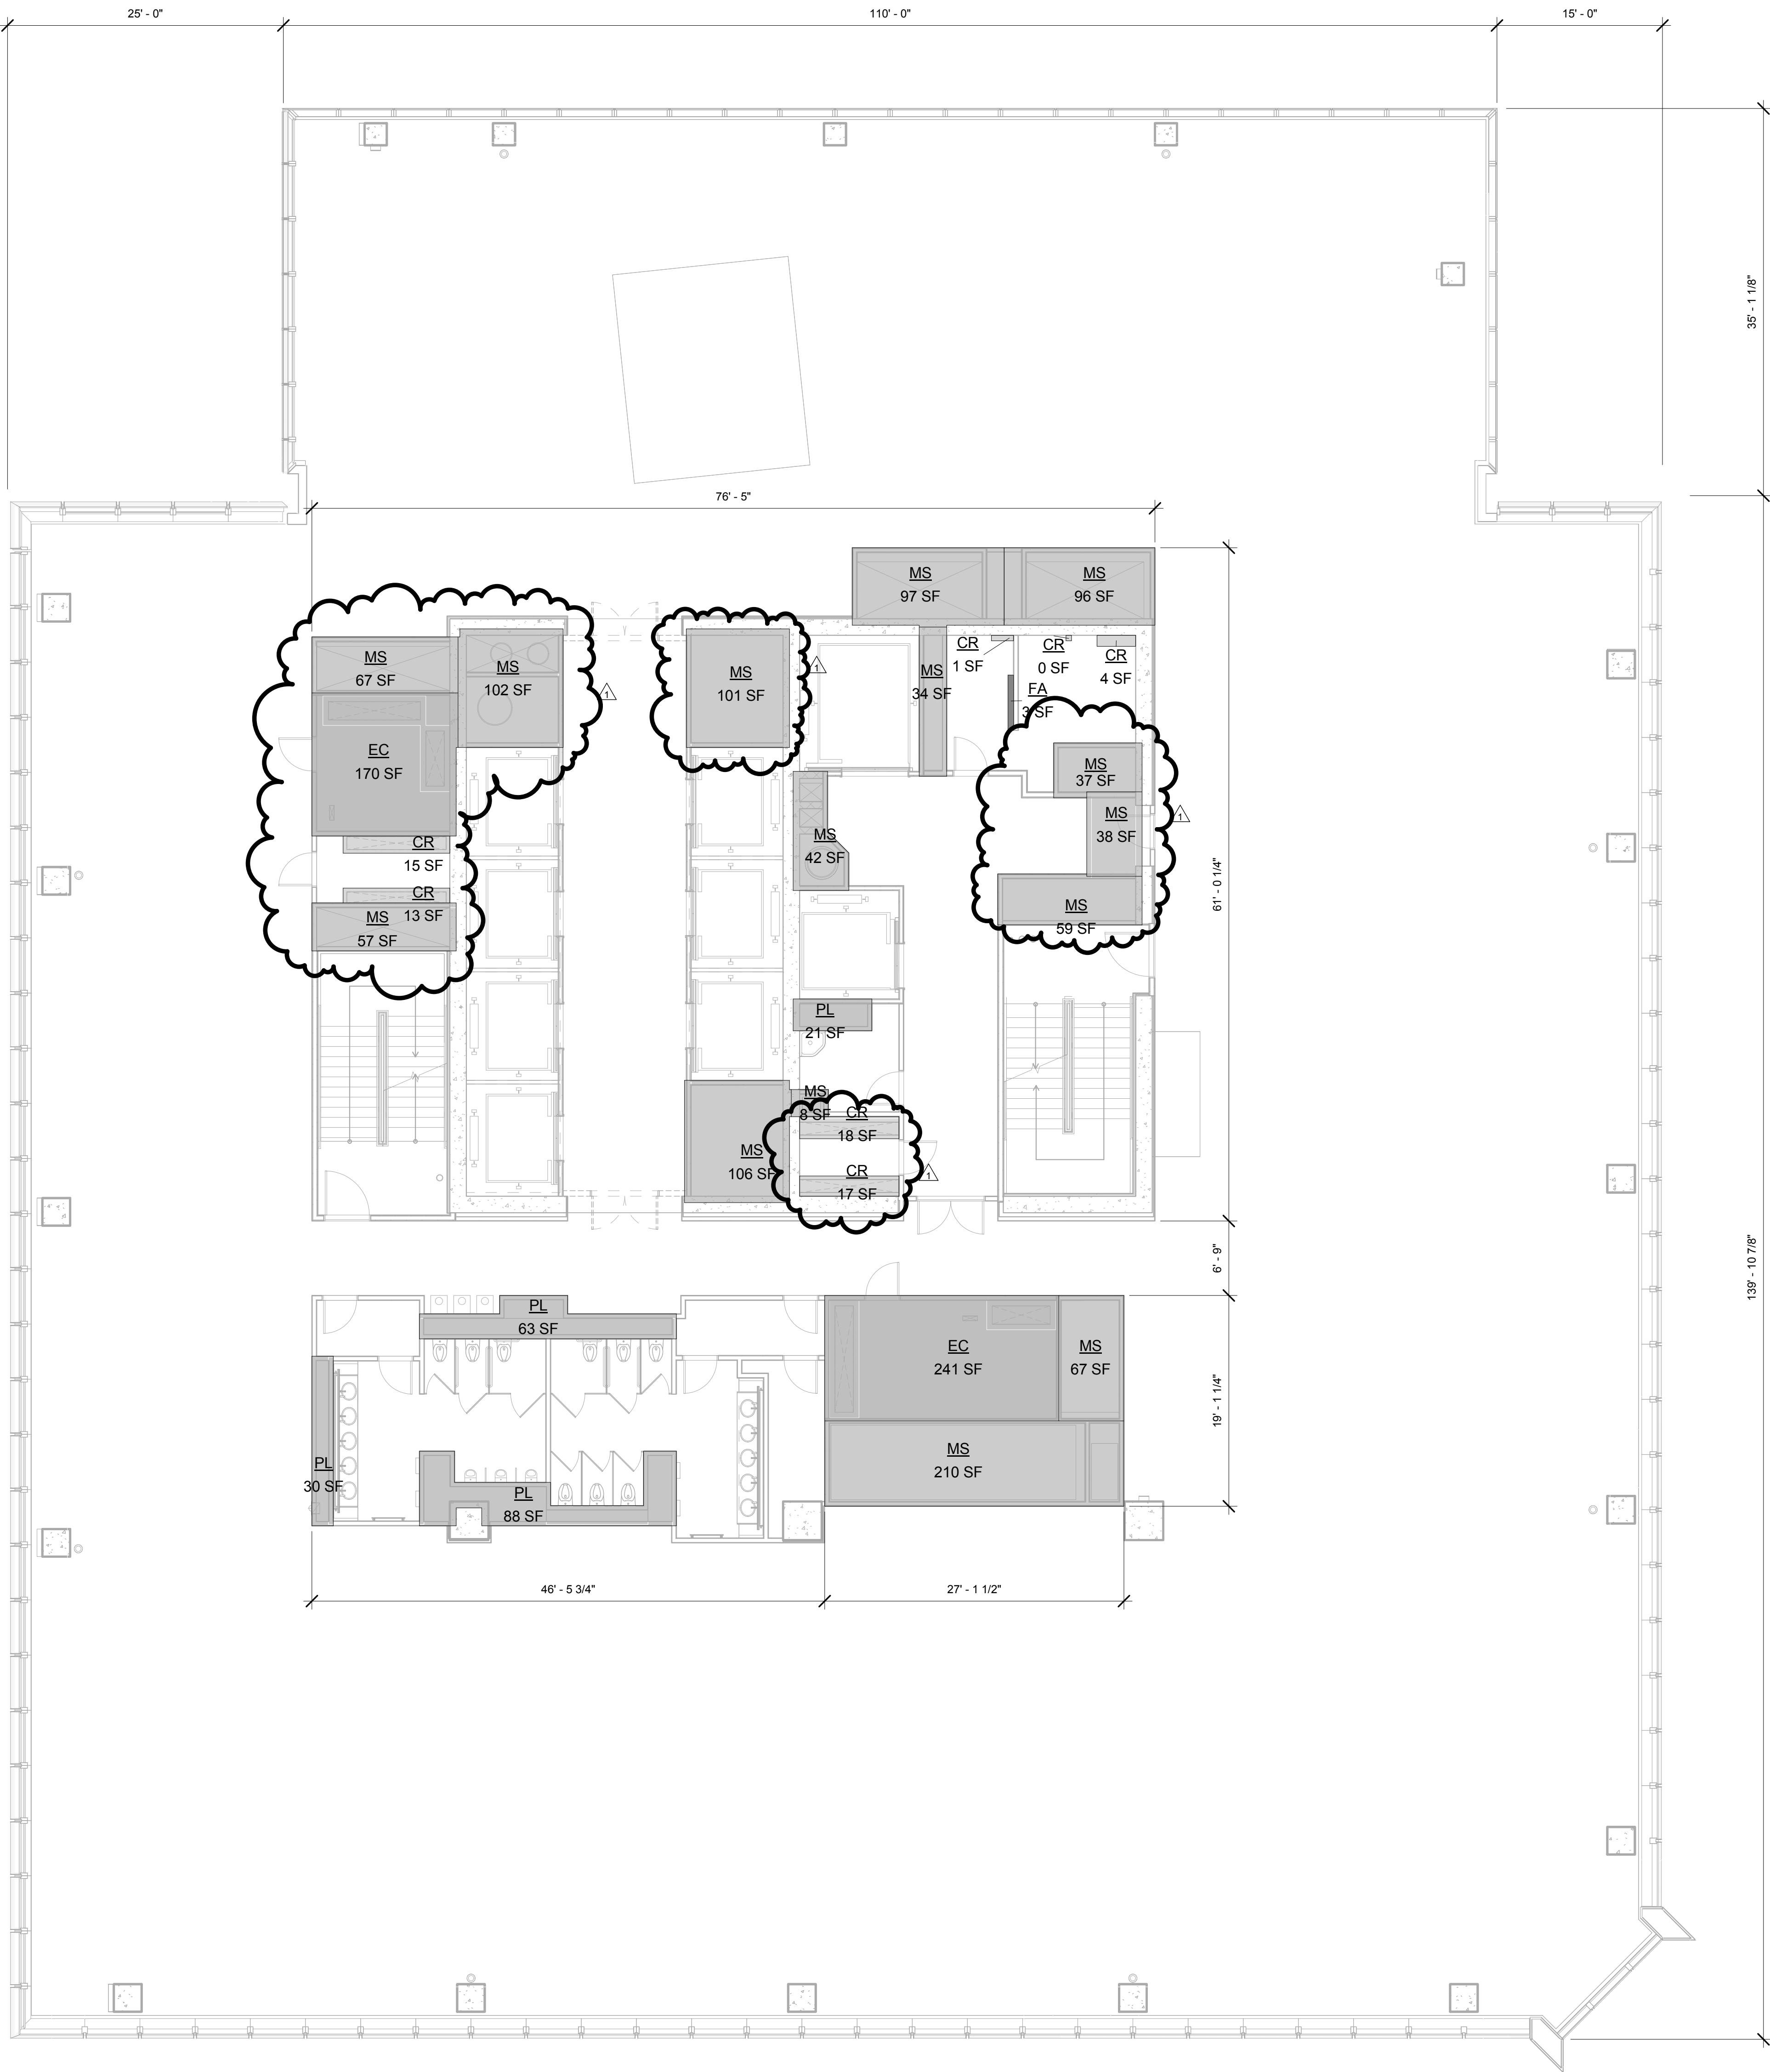 25' - 0"
110' - 0"
15' - 0"
35' - 1 1/8"
76' - 5"
MS
97 SF
MS
96 SF
MS
67 SF
MS
102 SF
1
MS
101 SF
1
MS
34 SF
CR
1 SF
CR
0 SF
CR
4 SF
FA
3 SF
EC
170 SF
MS
37 SF
MS
38 SF
1
CR
15 SF
MS
42 SF
CR
13 SF
MS
57 SF
MS
59 SF
61' - 0 1/4"
PL
21 SF
MS
8 SF
CR
18 SF
MS
106 SF
CR
17 SF
1
6' - 9"
139' - 10 7/8"
PL
63 SF
EC
241 SF
MS
67 SF
19' - 1 1/4"
PL
30 SF
PL
88 SF
MS
210 SF
46' - 5 3/4"
27' - 1 1/2"